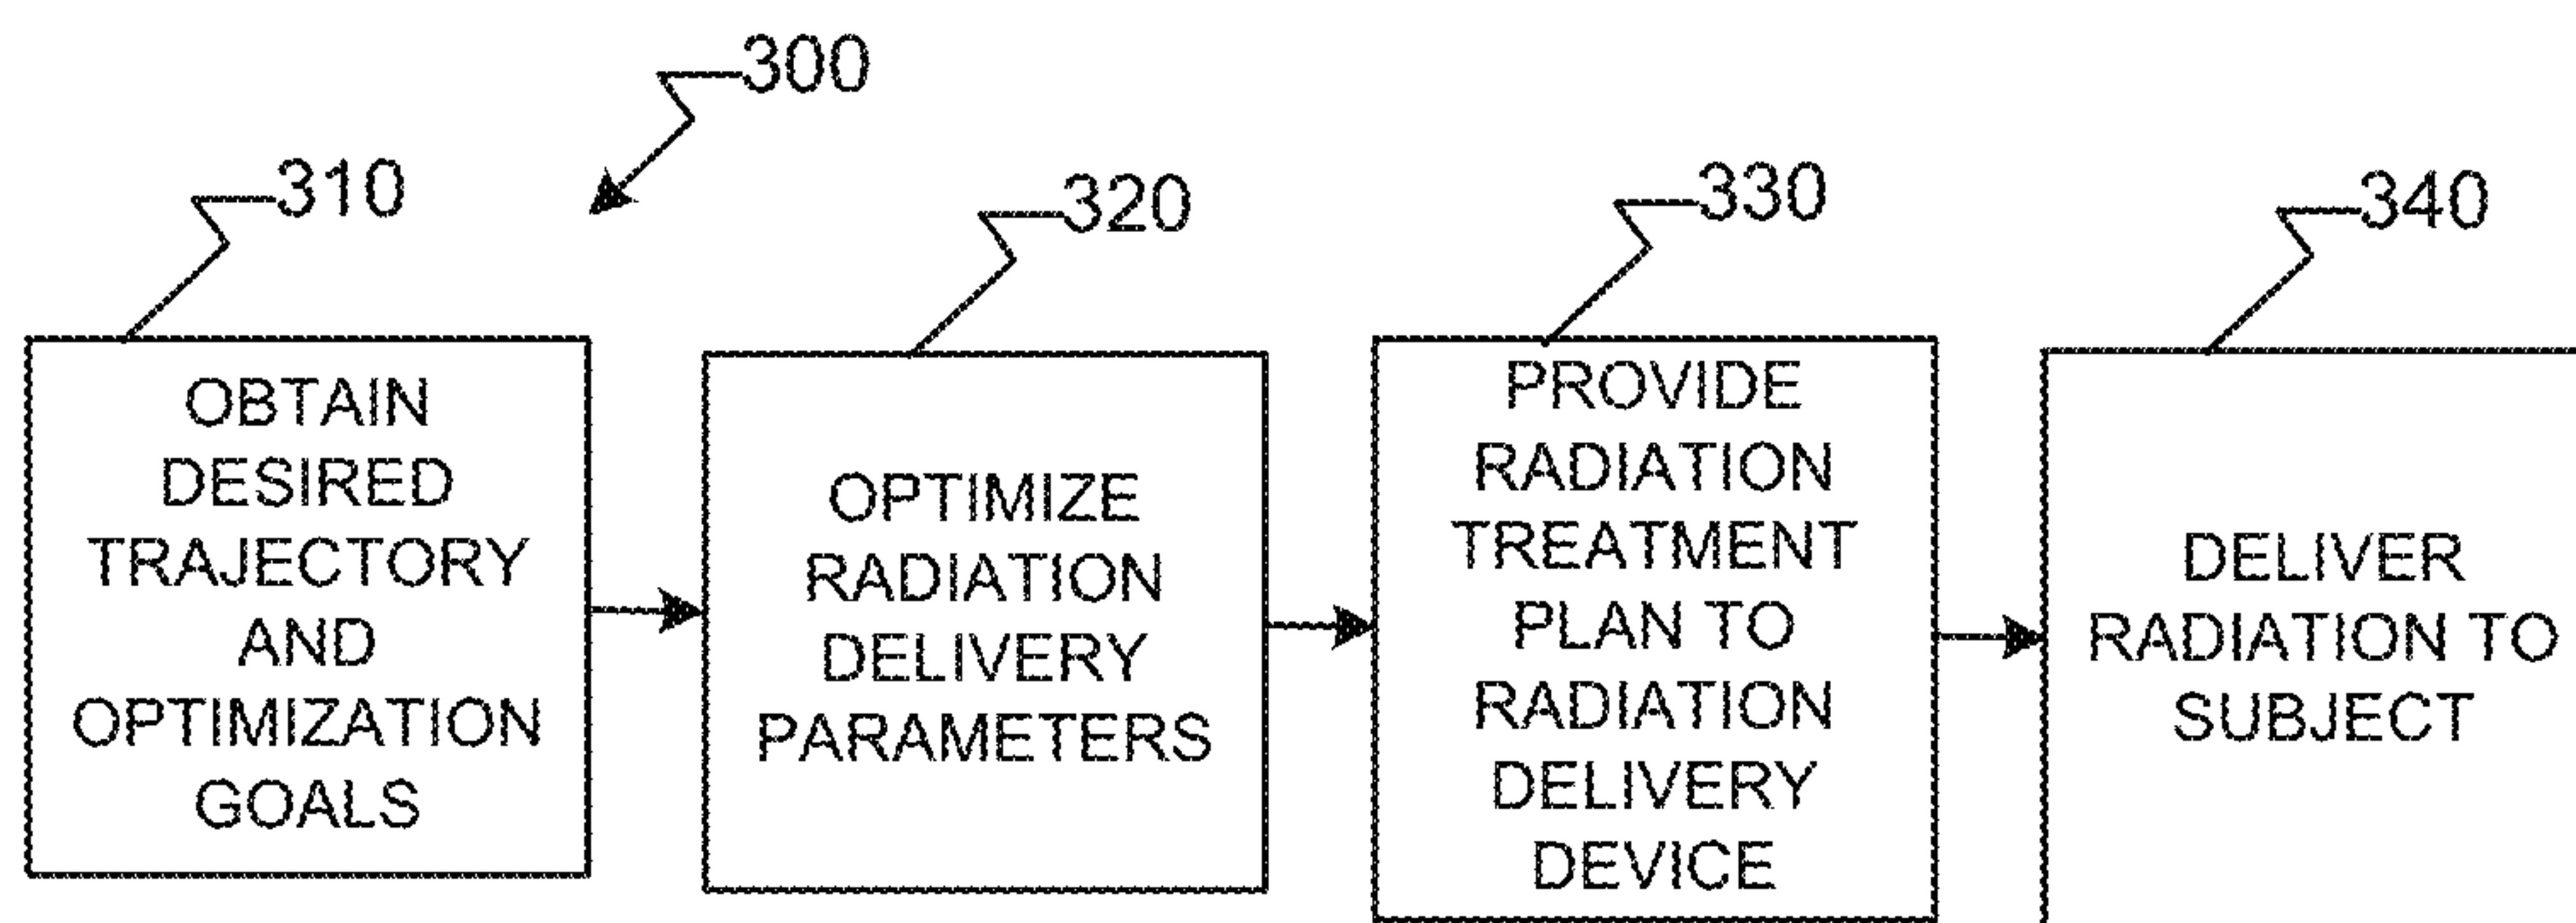 300
310
320
330
340
OBTAIN
DESIRED
TRAJECTORY
AND
OPTIMIZATION
GOALS
OPTIMIZE
RADIATION
DELIVERY
PARAMETERS
PROVIDE
RADIATION
TREATMENT
PLAN TO
RADIATION
DELIVERY
DEVICE
DELIVER
RADIATION TO
SUBJECT